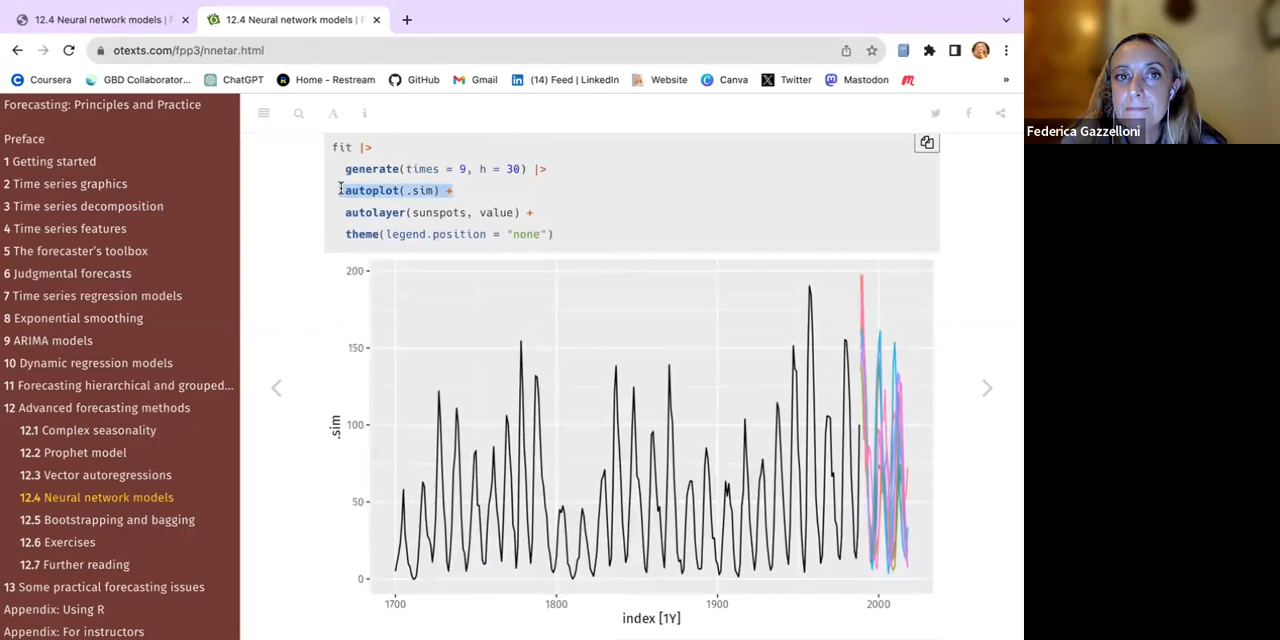 12.4 Neural network models | F
12.4 Neural network models | F
otexts.com/fpp3/nnetar.html
Coursera
GBD Collaborator...
ChatGPT
Home - Restream
GitHub
Gmail
(14) Feed | LinkedIn
Website
Canva
Twitter
Mastodon
»
Forecasting: Principles and Practice
Preface
1 Getting started
2 Time series graphics
3 Time series decomposition
4 Time series features
5 The forecaster's toolbox
6 Judgmental forecasts
7 Time series regression models
8 Exponential smoothing
9 ARIMA models
10 Dynamic regression models
11 Forecasting hierarchical and grouped...
12 Advanced forecasting methods
12.1 Complex seasonality
12.2 Prophet model
12.3 Vector autoregressions
12.4 Neural network models
12.5 Bootstrapping and bagging
12.6 Exercises
12.7 Further reading
13 Some practical forecasting issues
Appendix: Using R
Appendix: For instructors
fit |>
generate(times = 9, h = 30) |>
autoplot(.sim) +
autolayer(sunspots, value) +
theme(legend.position = "none")
200
150
100
50
0
.sim
1700
1800
1900
2000
index [1Y]
Federica Gazzelloni